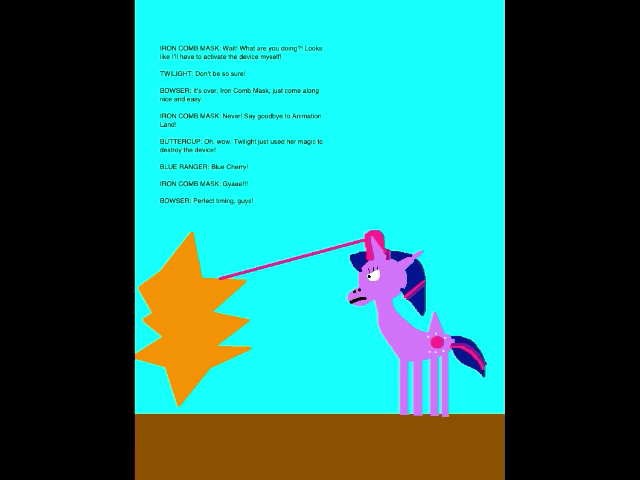 IRON COMB MASK: Wait! What are you doing?! Looks
like I'll have to activate the device myself!
TWILIGHT: Don't be so sure!
BOWSER: It's over, Iron Comb Mask, just come along
nice and easy.
IRON COMB MASK: Never! Say goodbye to Animation
Land!
BUTTERCUP: Oh, wow. Twilight just used her magic to
destroy the device!
BLUE RANGER: Blue Cherry!
IRON COMB MASK: Gyaaa!!!
BOWSER: Perfect timing, guys!